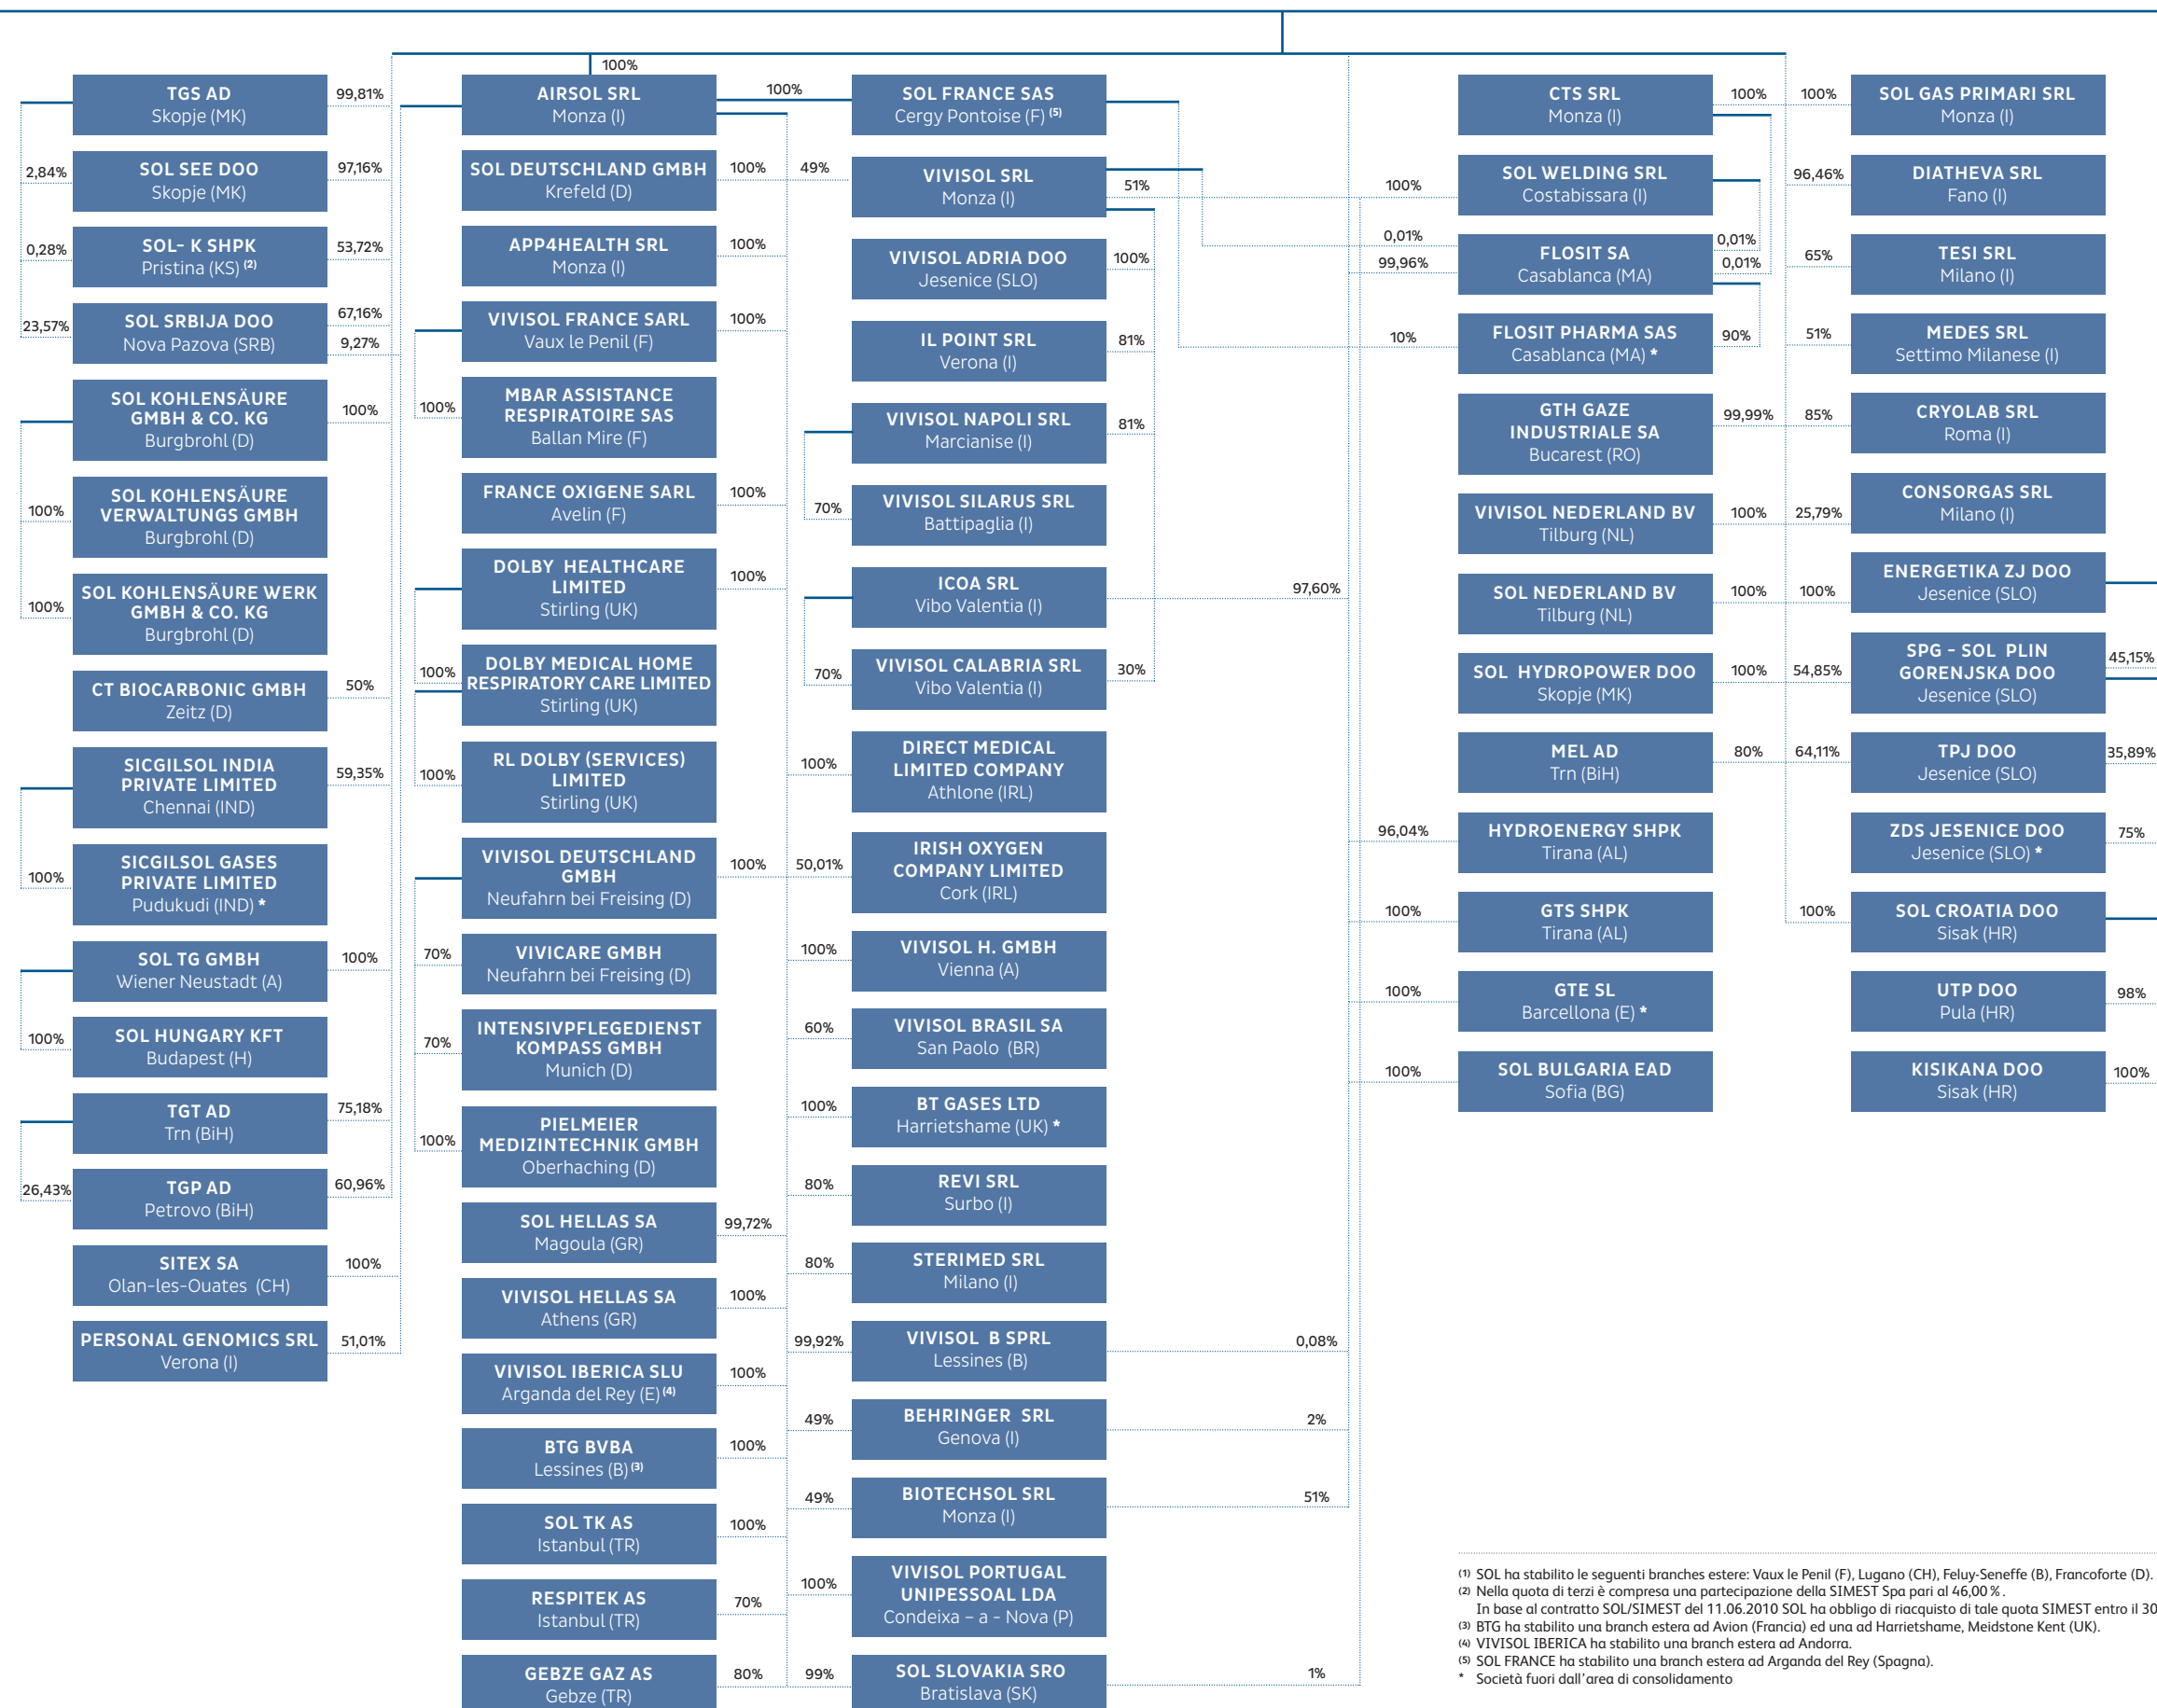 100%
TGS AD
Skopje (MK)
99,81%
2,84%
SOL SEE DOO
Skopje (MK)
97,16%
0,28%
SOL- K SHPK
Pristina (KS) (2)
53,72%
23,57%
SOL SRBIJA DOO
Nova Pazova (SRB)
67,16%
9,27%
SOL KOHLENSÄURE
GMBH & CO. KG
Burgbrohl (D)
100%
100%
SOL KOHLENSÄURE
VERWALTUNGS GMBH
Burgbrohl (D)
100%
SOL KOHLENSÄURE WERK
GMBH & CO. KG
Burgbrohl (D)
CT BIOCARBONIC GMBH
Zeitz (D)
50%
SICGILSOL INDIA
PRIVATE LIMITED
Chennai (IND)
59,35%
100%
SICGILSOL GASES
PRIVATE LIMITED
Pudukudi (IND) *
SOL TG GMBH
Wiener Neustadt (A)
100%
100%
SOL HUNGARY KFT
Budapest (H)
TGT AD
Trn (BiH)
75,18%
26,43%
TGP AD
Petrovo (BiH)
60,96%
SITEX SA
Olan-les-Ouates (CH)
100%
PERSONAL GENOMICS SRL
Verona (I)
51,01%
AIRSOL SRL
Monza (I)
100%
SOL DEUTSCHLAND GMBH
Krefeld (D)
100%
APP4HEALTH SRL
Monza (I)
100%
VIVISOL FRANCE SARL
Vaux le Penil (F)
100%
100%
MBAR ASSISTANCE
RESPIRATOIRE SAS
Ballan Mire (F)
FRANCE OXIGENE SARL
Avelin (F)
100%
DOLBY HEALTHCARE
LIMITED
Stirling (UK)
100%
100%
DOLBY MEDICAL HOME
RESPIRATORY CARE LIMITED
Stirling (UK)
100%
RL DOLBY (SERVICES)
LIMITED
Stirling (UK)
VIVISOL DEUTSCHLAND
GMBH
Neufahrn bei Freising (D)
100%
70%
VIVICARE GMBH
Neufahrn bei Freising (D)
70%
INTENSIVPFLEGEDIENST
KOMPASS GMBH
Munich (D)
100%
PIELMEIER
MEDIZINTECHNIK GMBH
Oberhaching (D)
SOL HELLAS SA
Magoula (GR)
99,72%
VIVISOL HELLAS SA
Athens (GR)
100%
VIVISOL IBERICA SLU
Arganda del Rey (E) (4)
100%
BTG BVBA
Lessines (B) (3)
100%
SOL TK AS
Istanbul (TR)
100%
RESPITEK AS
Istanbul (TR)
70%
GEBZE GAZ AS
Gebze (TR)
80%
SOL FRANCE SAS
Cergy Pontoise (F) (5)
49%
VIVISOL SRL
Monza (I)
51%
VIVISOL ADRIA DOO
Jesenice (SLO)
100%
IL POINT SRL
Verona (I)
81%
VIVISOL NAPOLI SRL
Marcianise (I)
81%
70%
VIVISOL SILARUS SRL
Battipaglia (I)
ICOA SRL
Vibo Valentia (I)
97,60%
70%
VIVISOL CALABRIA SRL
Vibo Valentia (I)
30%
100%
DIRECT MEDICAL
LIMITED COMPANY
Athlone (IRL)
50,01%
IRISH OXYGEN
COMPANY LIMITED
Cork (IRL)
100%
VIVISOL H. GMBH
Vienna (A)
60%
VIVISOL BRASIL SA
San Paolo (BR)
100%
BT GASES LTD
Harrietshame (UK) *
80%
REVI SRL
Surbo (I)
80%
STERIMED SRL
Milano (I)
99,92%
VIVISOL B SPRL
Lessines (B)
0,08%
49%
BEHRINGER SRL
Genova (I)
2%
49%
BIOTECHSOL SRL
Monza (I)
51%
100%
VIVISOL PORTUGAL
UNIPESSOAL LDA
Condeixa – a - Nova (P)
99%
SOL SLOVAKIA SRO
Bratislava (SK)
1%
CTS SRL
Monza (I)
100%
100%
SOL WELDING SRL
Costabissara (I)
0,01%
99,96%
FLOSIT SA
Casablanca (MA)
0,01%
0,01%
10%
FLOSIT PHARMA SAS
Casablanca (MA) *
90%
GTH GAZE
INDUSTRIALE SA
Bucarest (RO)
99,99%
VIVISOL NEDERLAND BV
Tilburg (NL)
100%
SOL NEDERLAND BV
Tilburg (NL)
100%
SOL HYDROPOWER DOO
Skopje (MK)
100%
MEL AD
Trn (BiH)
80%
96,04%
HYDROENERGY SHPK
Tirana (AL)
100%
GTS SHPK
Tirana (AL)
100%
GTE SL
Barcellona (E) *
100%
SOL BULGARIA EAD
Sofia (BG)
100%
SOL GAS PRIMARI SRL
Monza (I)
96,46%
DIATHEVA SRL
Fano (I)
65%
TESI SRL
Milano (I)
51%
MEDES SRL
Settimo Milanese (I)
85%
CRYOLAB SRL
Roma (I)
25,79%
CONSORGAS SRL
Milano (I)
100%
ENERGETIKA ZJ DOO
Jesenice (SLO)
54,85%
SPG - SOL PLIN
GORENJSKA DOO
Jesenice (SLO)
45,15%
64,11%
TPJ DOO
Jesenice (SLO)
35,89%
ZDS JESENICE DOO
Jesenice (SLO) *
75%
100%
SOL CROATIA DOO
Sisak (HR)
UTP DOO
Pula (HR)
98%
KISIKANA DOO
Sisak (HR)
100%
(1) SOL ha stabilito le seguenti branches estere: Vaux le Penil (F), Lugano (CH), Feluy-Seneffe (B), Francoforte (D).
(2) Nella quota di terzi è compresa una partecipazione della SIMEST Spa pari al 46,00 %.
In base al contratto SOL/SIMEST del 11.06.2010 SOL ha obbligo di riacquisto di tale quota SIMEST entro il 30
(3) BTG ha stabilito una branch estera ad Avion (Francia) ed una ad Harrietshame, Meidstone Kent (UK).
(4) VIVISOL IBERICA ha stabilito una branch estera ad Andorra.
(5) SOL FRANCE ha stabilito una branch estera ad Arganda del Rey (Spagna).
* Società fuori dall'area di consolidamento